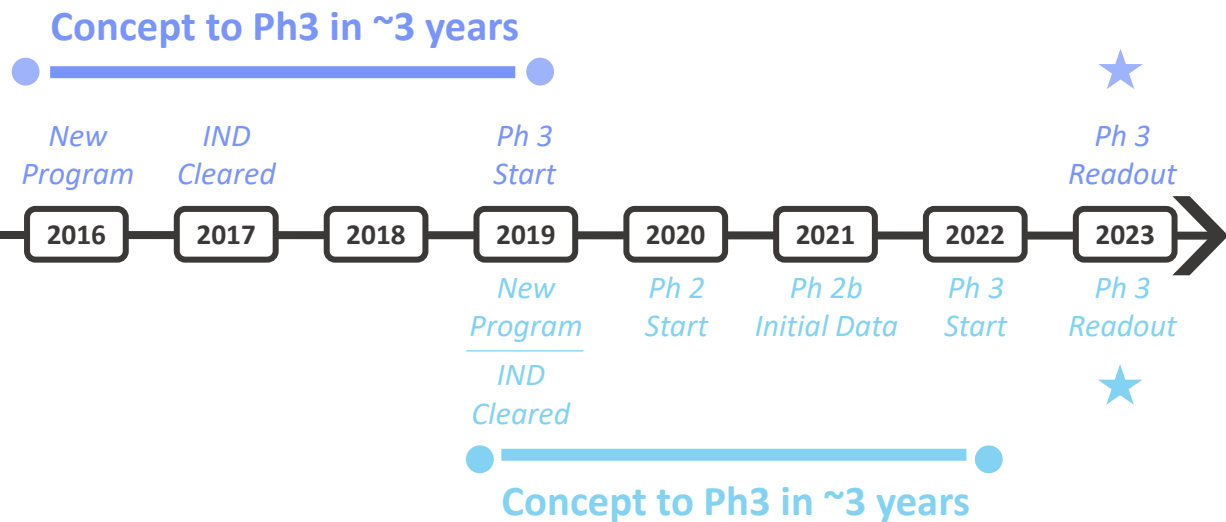 Concept to Ph3 in ~3 years
New
Program
IND
Cleared
Ph 3
Start
Ph 3
Readout
2016
2017
2018
2019
2020
2021
2022
2023
New
Program
IND
Cleared
Ph 2
Start
Ph 2b
Initial Data
Ph 3
Start
Ph 3
Readout
Concept to Ph3 in ~3 years